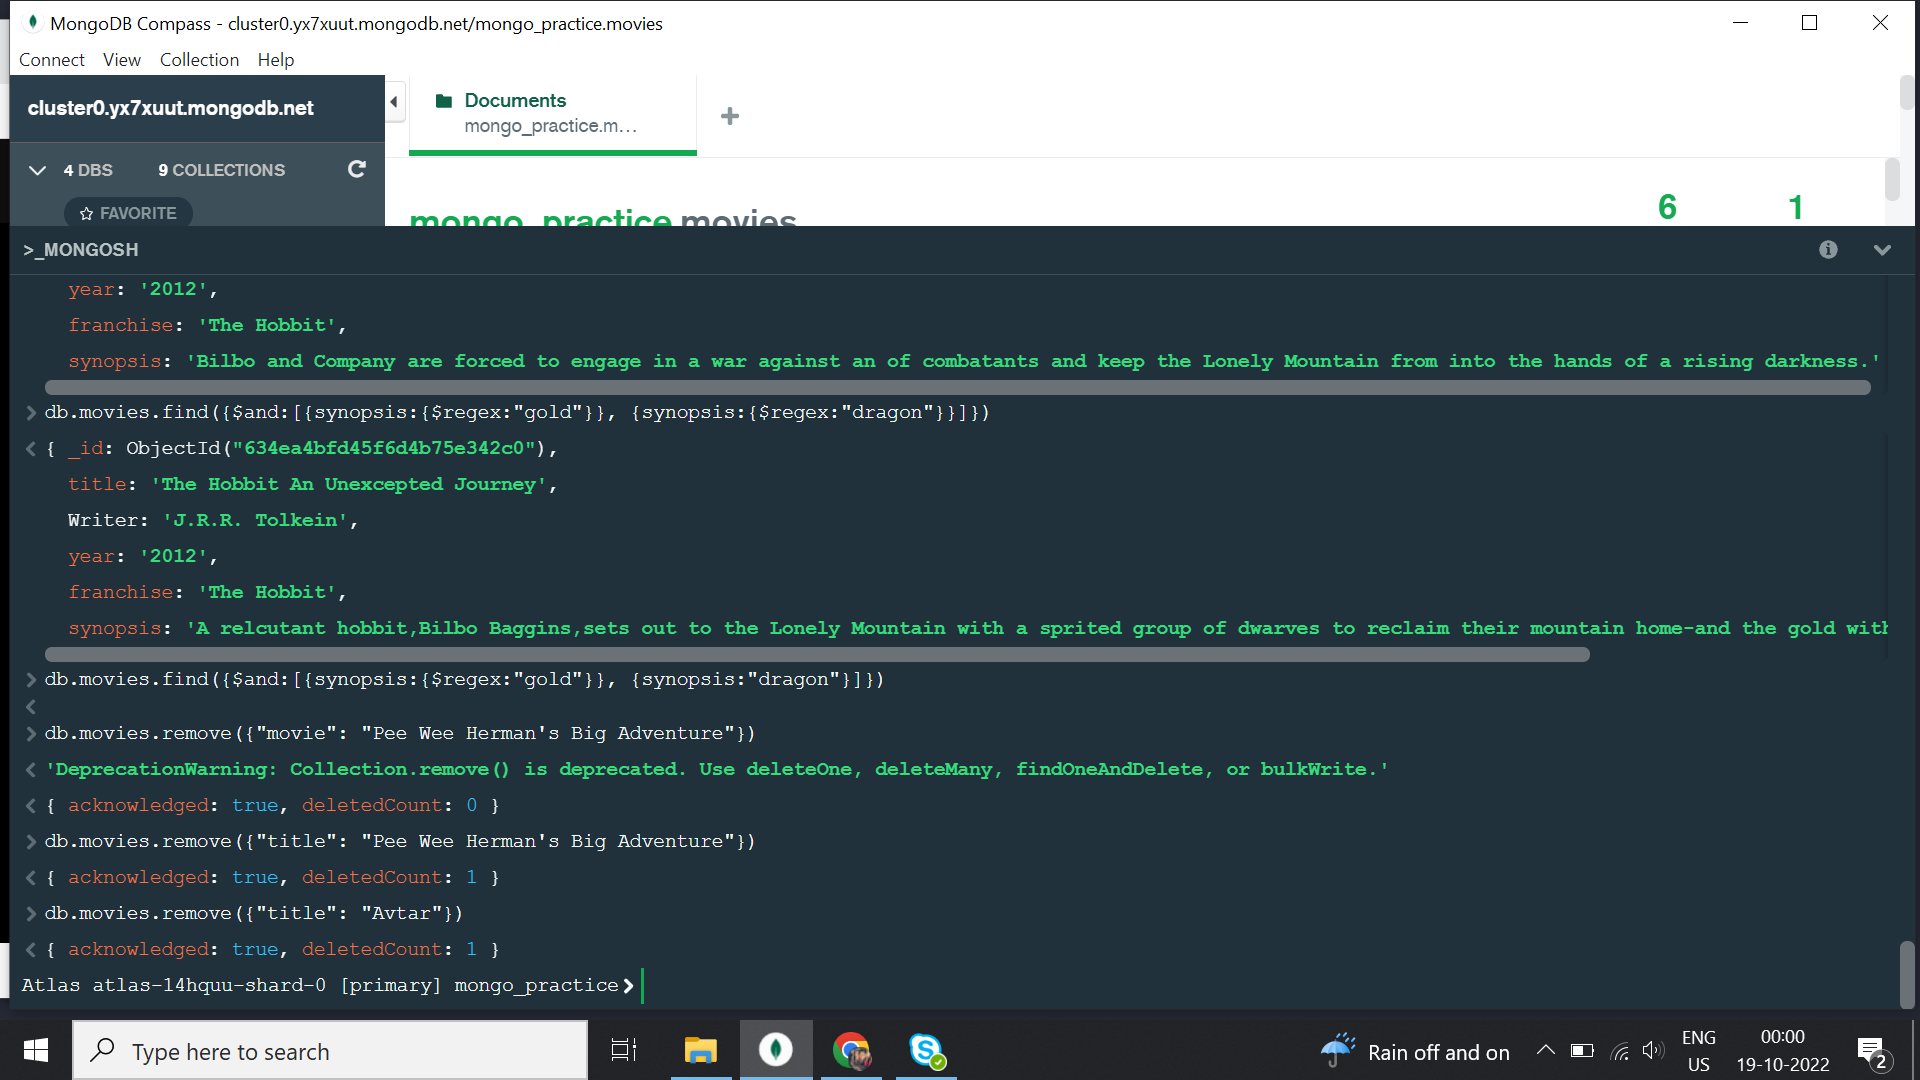 MongoDB Compass - cluster0.yx7xuut.mongodb.net/mongo_practice.movies
Connect View Collection Help
cluster0.yx7xuut.mongodb.net
Documents
mongo_practice.m...
4 DBS 9 COLLECTIONS
FAVORITE
mongo_practice.movies
6 1
>_MONGOSH
year: '2012',
franchise: 'The Hobbit',
synopsis: 'Bilbo and Company are forced to engage in a war against an of combatants and keep the Lonely Mountain from into the hands of a rising darkness.'
db.movies.find({$and:[{synopsis:{$regex:"gold"}}, {synopsis:{$regex:"dragon"}}]})
{ _id: ObjectId("634ea4bfd45f6d4b75e342c0"),
title: 'The Hobbit An Unexcepted Journey',
Writer: 'J.R.R. Tolkein',
year: '2012',
franchise: 'The Hobbit',
synopsis: 'A relcutant hobbit,Bilbo Baggins,sets out to the Lonely Mountain with a sprited group of dwarves to reclaim their mountain home-and the gold with
db.movies.find({$and:[{synopsis:{$regex:"gold"}}, {synopsis:"dragon"}]})
db.movies.remove({"movie": "Pee Wee Herman's Big Adventure"})
'DeprecationWarning: Collection.remove() is deprecated. Use deleteOne, deleteMany, findOneAndDelete, or bulkWrite.'
{ acknowledged: true, deletedCount: 0 }
db.movies.remove({"title": "Pee Wee Herman's Big Adventure"})
{ acknowledged: true, deletedCount: 1 }
db.movies.remove({"title": "Avtar"})
{ acknowledged: true, deletedCount: 1 }
Atlas atlas-14hquu-shard-0 [primary] mongo_practice>
Type here to search
Rain off and on
ENG
US
00:00
19-10-2022
2